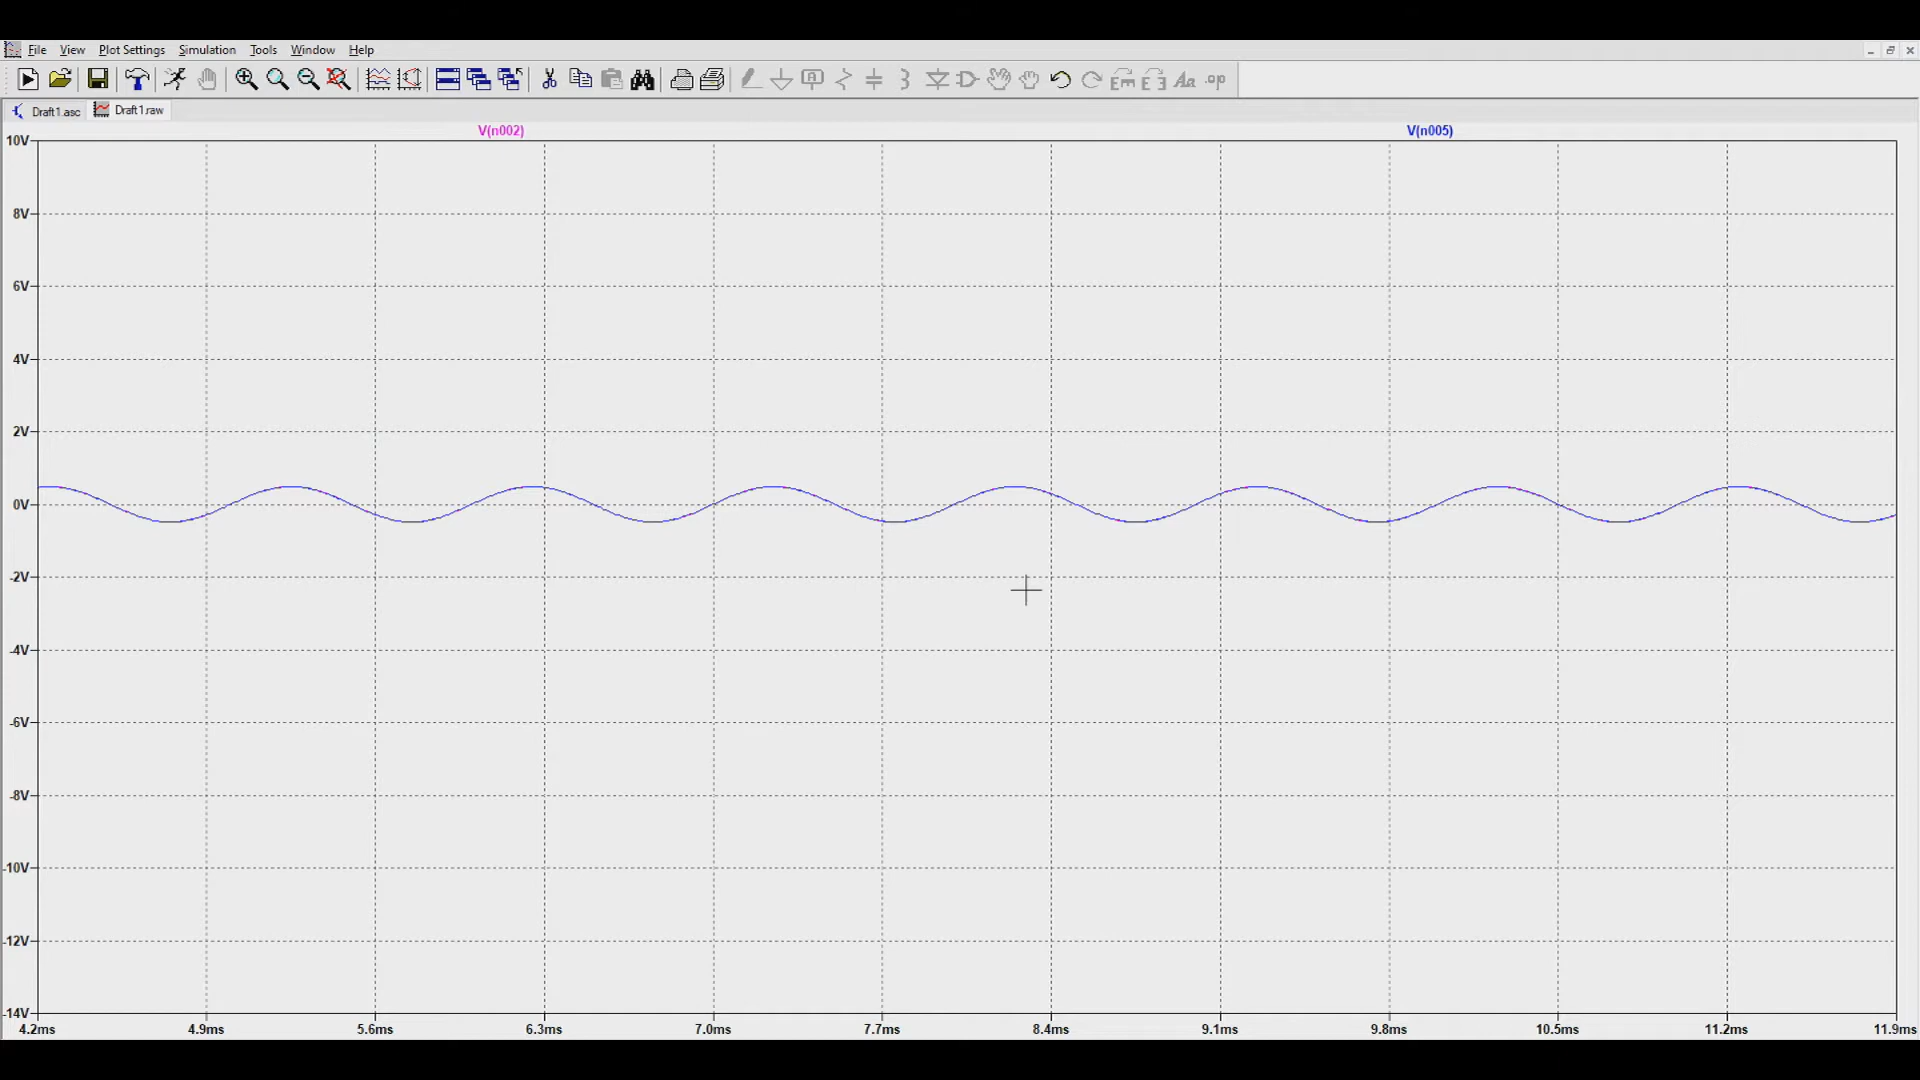 File View Plot Settings Simulation Tools Window Help
A Aa .op
Draft1.asc Draft1.raw
V(n002) V(n005)
10V
8V
6V
4V
2V
0V
-2V
-4V
-6V
-8V
-10V
-12V
-14V
4.2ms 4.9ms 5.6ms 6.3ms 7.0ms 7.7ms 8.4ms 9.1ms 9.8ms 10.5ms 11.2ms 11.9ms